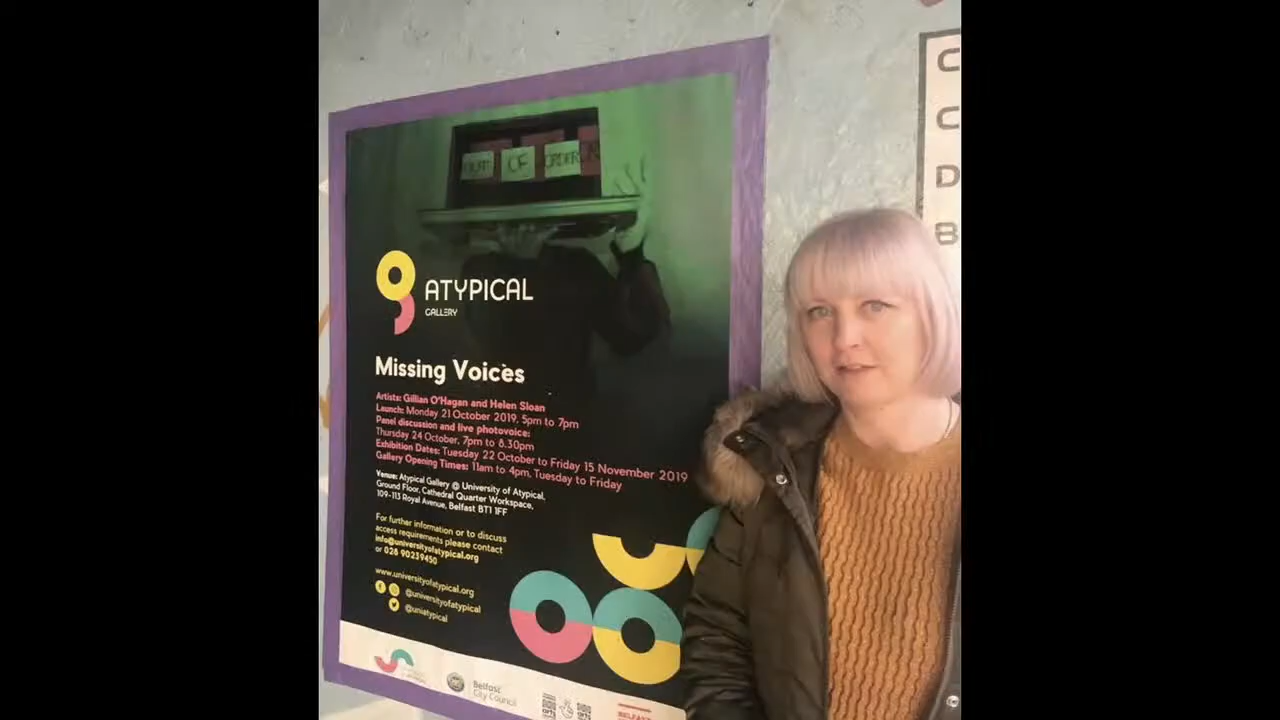 OUT OF ORDER
C
C
D
B
ATYPICAL
GALLERY
Missing Voices
Artists: Gillian O'Hagan and Helen Sloan
Launch: Monday 21 October 2019, 5pm to 7pm
Panel discussion and live photovoice:
Thursday 24 October, 7pm to 8.30pm
Exhibition Dates: Tuesday 22 October to Friday 15 November 2019
Gallery Opening Times: 11am to 4pm, Tuesday to Friday
Venue: Atypical Gallery @ University of Atypical,
Ground Floor, Cathedral Quarter Workspace,
109-113 Royal Avenue, Belfast BT1 1FF
For further information or to discuss
access requirements please contact
info@universityofatypical.org
or 028 90239450
www.universityofatypical.org
@universityofatypical
@uniatypical
Belfast
City Council
BELFAST